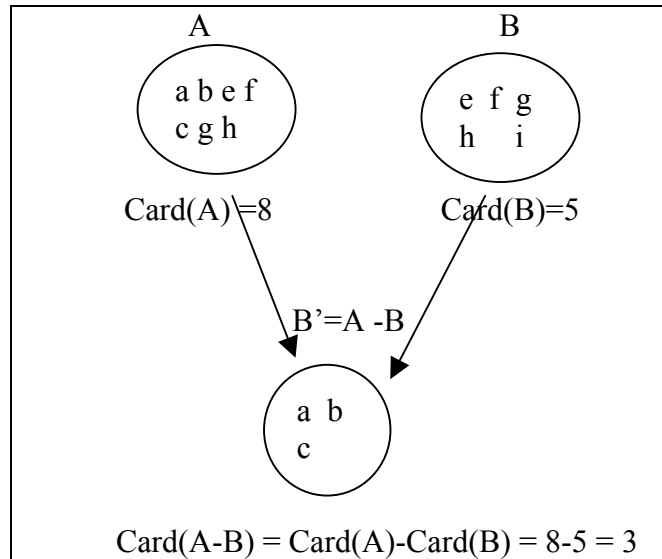 A
B
a b e f
c g h
e f g
h i
Card(A) =8
Card(B)=5
B’=A -B
a b
c
Card(A-B) = Card(A)-Card(B) = 8-5 = 3